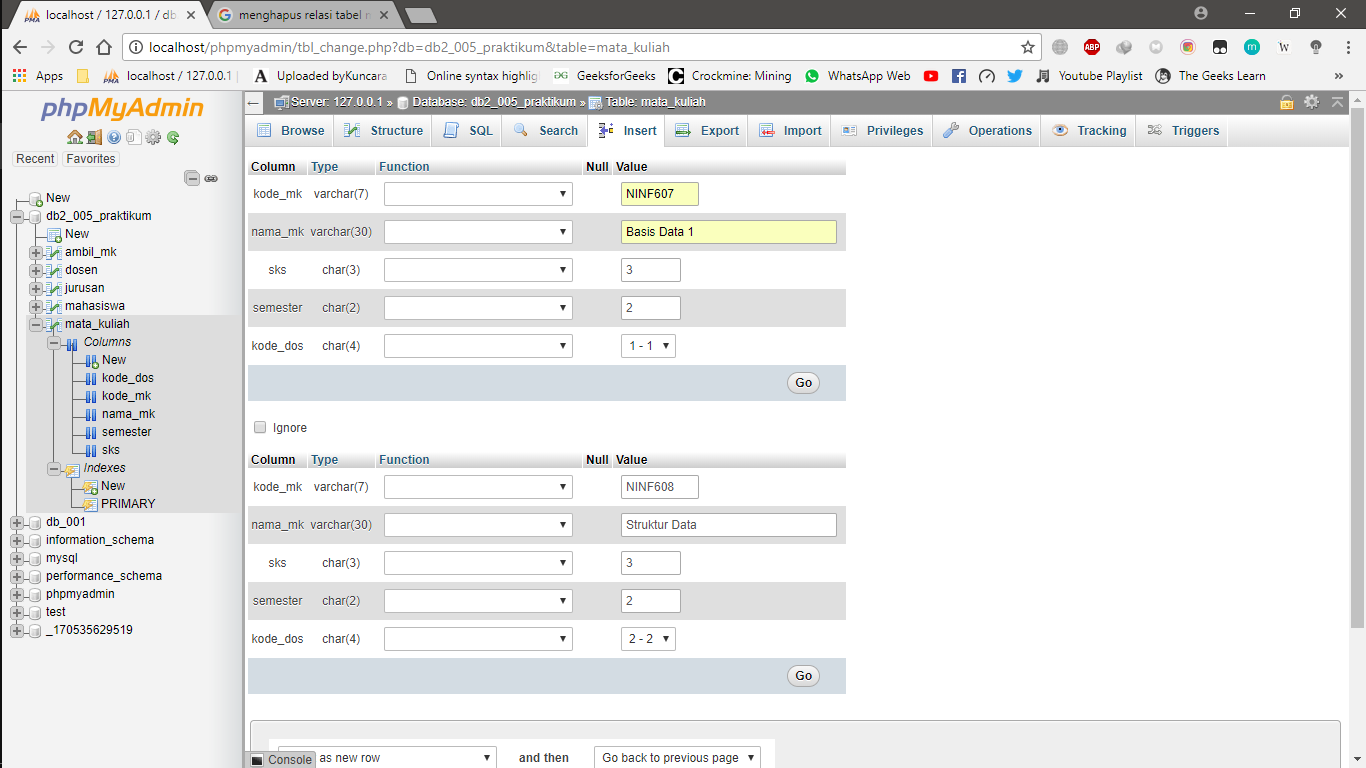 localhost / 127.0.0.1 / db
menghapus relasi tabel
localhost/phpmyadmin/tbl_change.php?db=db2_005_praktikum&table=mata_kuliah
ABP
m
W
Apps
PMA localhost / 127.0.0.1
Uploaded byKuncara
Online syntax highlig
GeeksforGeeks
Crockmine: Mining
WhatsApp Web
Youtube Playlist
The Geeks Learn
»
phpMyAdmin
Recent Favorites
New
db2_005_praktikum
New
ambil_mk
dosen
jurusan
mahasiswa
mata_kuliah
Columns
New
kode_dos
kode_mk
nama_mk
semester
sks
Indexes
New
PRIMARY
db_001
information_schema
mysql
performance_schema
phpmyadmin
test
_170535629519
Server: 127.0.0.1 » Database: db2_005_praktikum » Table: mata_kuliah
Browse Structure SQL Search Insert Export Import Privileges Operations Tracking Triggers
Column Type Function Null Value
kode_mk varchar(7) NINF607
nama_mk varchar(30) Basis Data 1
sks char(3) 3
semester char(2) 2
kode_dos char(4) 1 - 1
Go
Ignore
Column Type Function Null Value
kode_mk varchar(7) NINF608
nama_mk varchar(30) Struktur Data
sks char(3) 3
semester char(2) 2
kode_dos char(4) 2 - 2
Go
Console
as new row and then Go back to previous page